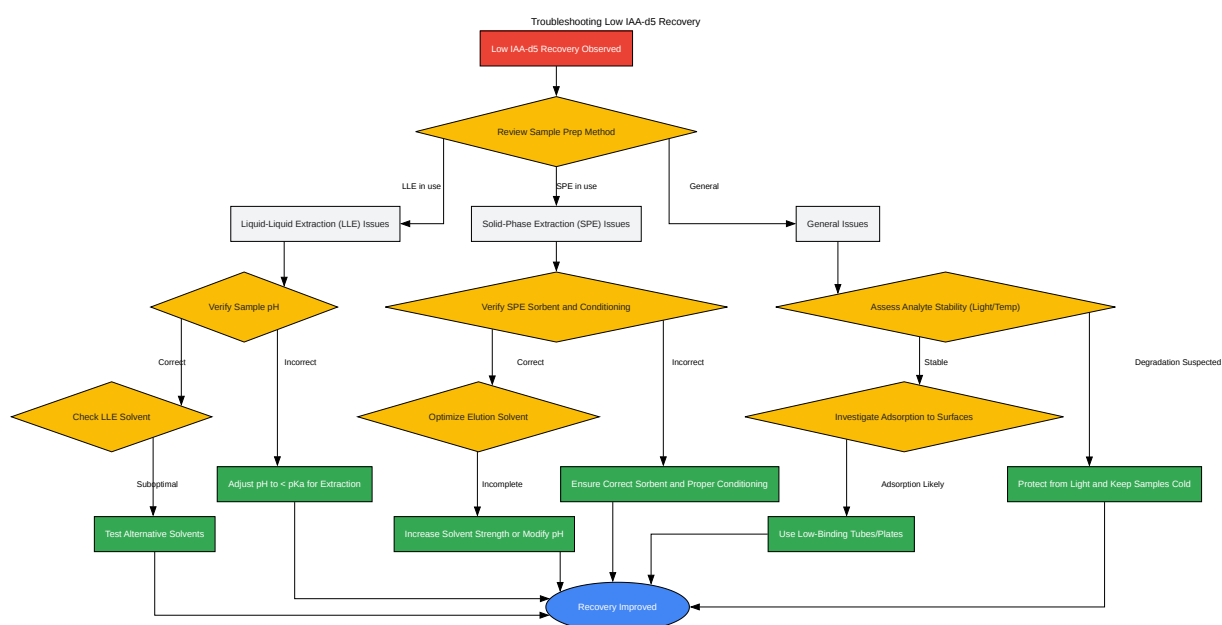 Troubleshooting Low IAA-d5 Recovery
Low IAA-d5 Recovery Observed
Review Sample Prep Method
LLE in use
SPE in use
General
Liquid-Liquid Extraction (LLE) Issues
Solid-Phase Extraction (SPE) Issues
General Issues
Verify Sample pH
Verify SPE Sorbent and Conditioning
Assess Analyte Stability (Light/Temp)
Correct
Incorrect
Correct
Incorrect
Stable
Degradation Suspected
Check LLE Solvent
Optimize Elution Solvent
Investigate Adsorption to Surfaces
Suboptimal
Adjust pH to < pKa for Extraction
Incomplete
Ensure Correct Sorbent and Proper Conditioning
Adsorption Likely
Protect from Light and Keep Samples Cold
Test Alternative Solvents
Increase Solvent Strength or Modify pH
Use Low-Binding Tubes/Plates
Recovery Improved